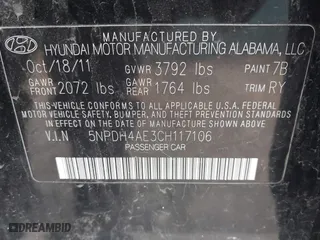 MANUFACTURED BY
HYUNDAI MOTOR MANUFACTURING ALABAMA, LLC.
Oct/18/11 GVWR 3792 lbs PAINT 7B
GAWR FRONT 2072 lbs GAWR REAR 1764 lbs TRIM RY
THIS VEHICLE CONFORMS TO ALL APPLICABLE U.S. FEDERAL
MOTOR VEHICLE SAFETY, BUMPER, AND THEFT PREVENTION
STANDARDS IN EFFECT ON THE DATE OF MANUFACTURE SHOWN ABOVE.
V.I.N 5NPDH4AE3CH117106
PASSENGER CAR
DEALERSHIP.COM